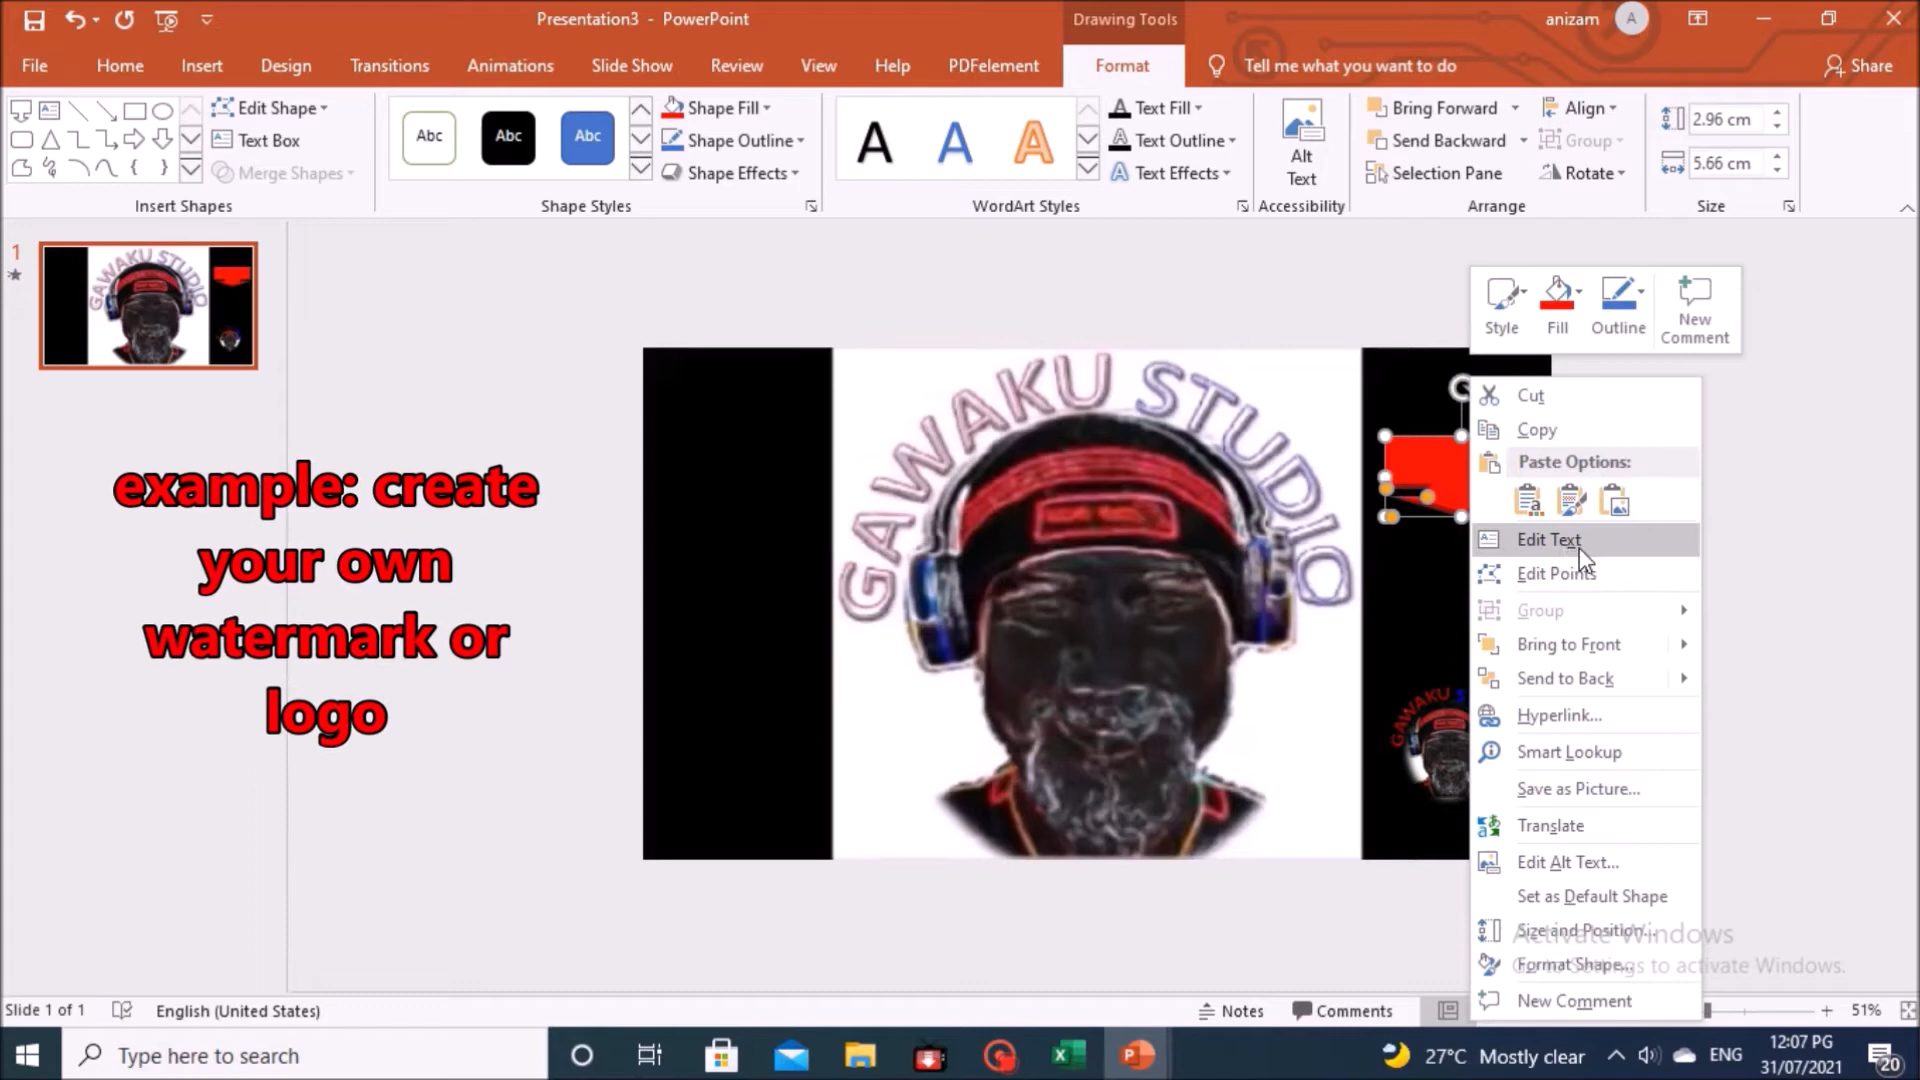 Presentation3 - PowerPoint
Drawing Tools
anizam
A
File
Home
Insert
Design
Transitions
Animations
Slide Show
Review
View
Help
PDFelement
Format
Tell me what you want to do
Share
Edit Shape
Text Box
Merge Shapes
Insert Shapes
Abc
Abc
Abc
Shape Fill
Shape Outline
Shape Effects
Shape Styles
A
A
A
Text Fill
Text Outline
Text Effects
WordArt Styles
Alt
Text
Accessibility
Bring Forward
Send Backward
Selection Pane
Align
Group
Rotate
Arrange
2.96 cm
5.66 cm
Size
1
GAWAKU STUDIO
example: create
your own
watermark or
logo
GAWAKU STUDIO
GAWAKU
Style
Fill
Outline
New
Comment
Cut
Copy
Paste Options:
Edit Text
Edit Points
Group
Bring to Front
Send to Back
Hyperlink...
Smart Lookup
Save as Picture...
Translate
Edit Alt Text...
Set as Default Shape
Size and Position...
Format Shape...
New Comment
Activate Windows
Go to Settings to activate Windows.
Slide 1 of 1
English (United States)
Notes
Comments
51%
Type here to search
27°C Mostly clear
ENG
12:07 PG
31/07/2021
20